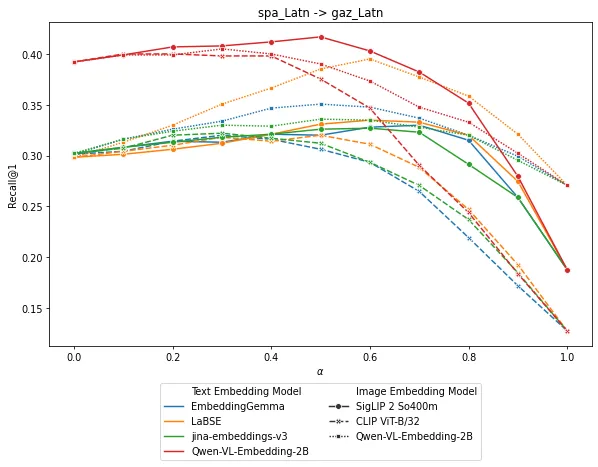 spa_Latn -> gaz_Latn
Recall@1
0.40
0.35
0.30
0.25
0.20
0.15
0.0 0.2 0.4 0.6 0.8 1.0
α
Text Embedding Model Image Embedding Model
EmbeddingGemma SigLIP 2 So400m
LaBSE CLIP ViT-B/32
jina-embeddings-v3 Qwen-VL-Embedding-2B
Qwen-VL-Embedding-2B